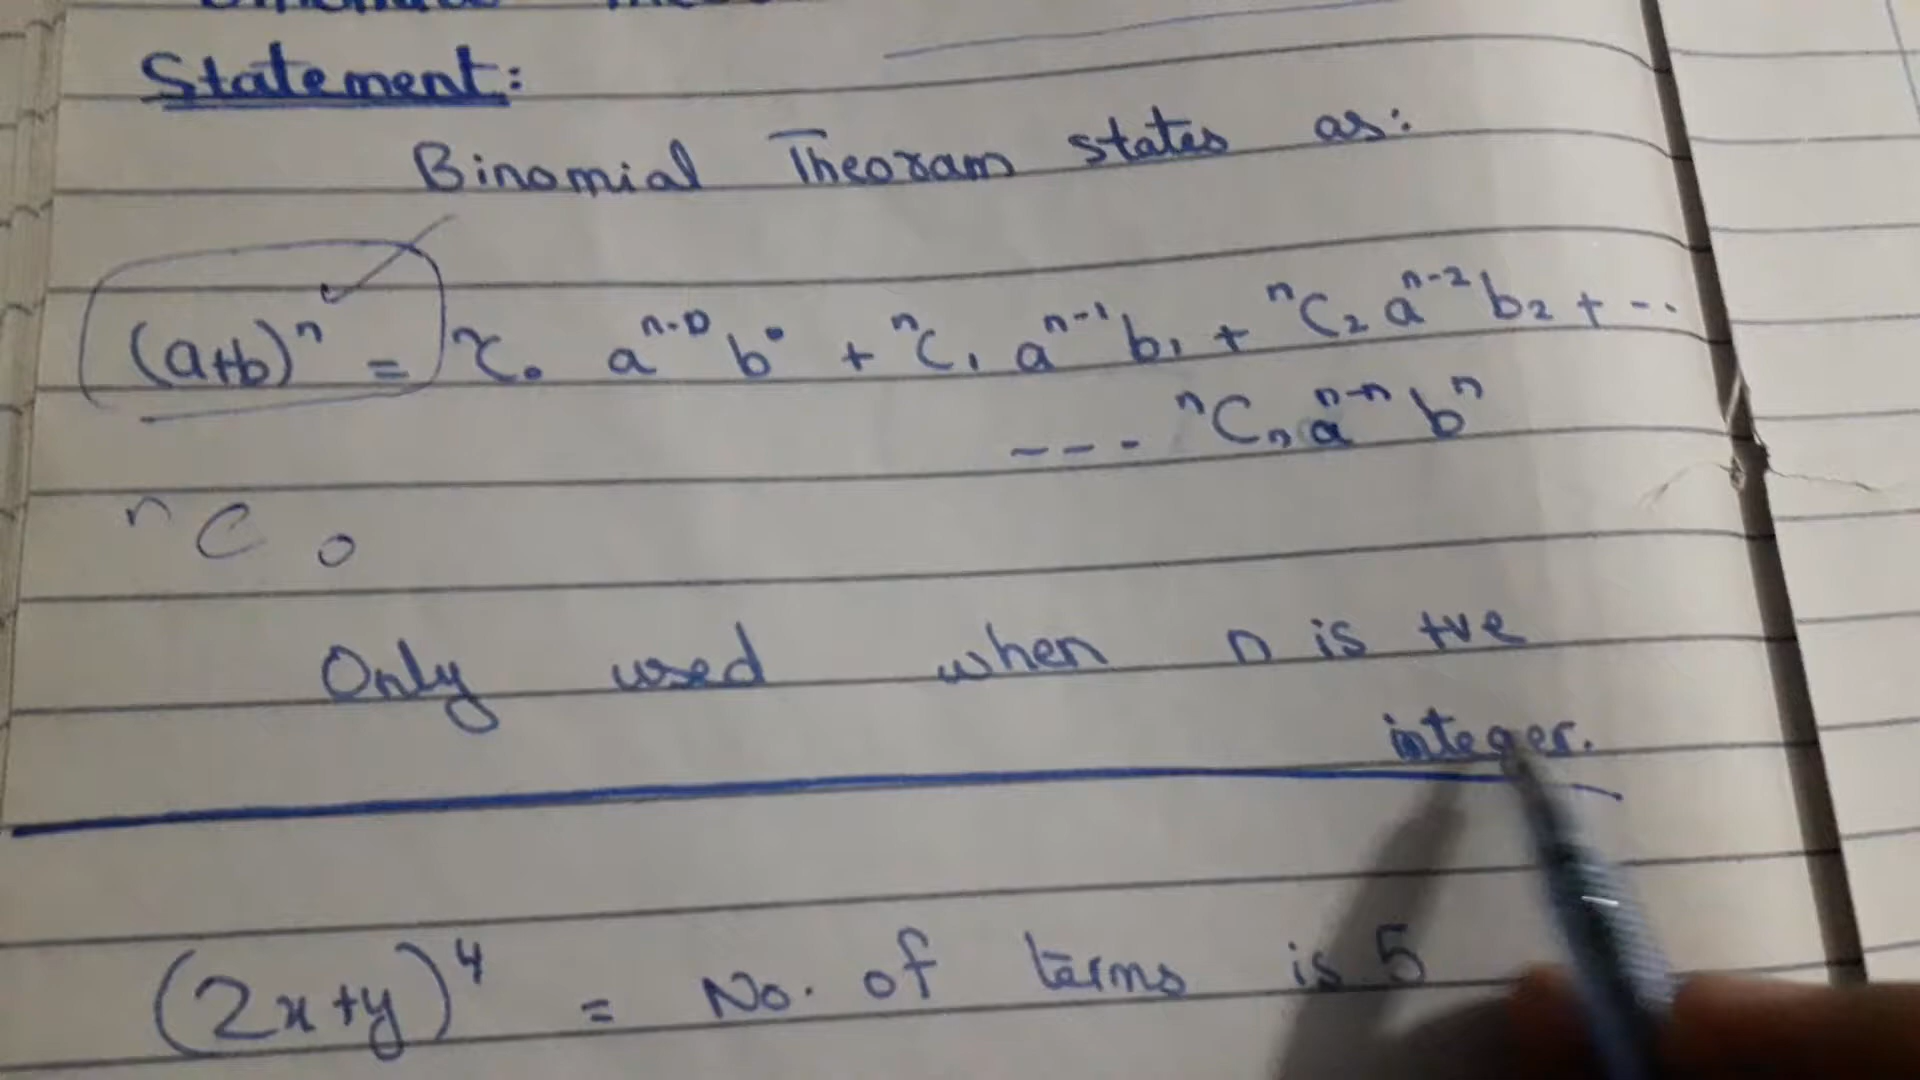 Statement:
Binomial Theoram states as:
(a+b)ⁿ = ⁿC₀ aⁿ⁻⁰ b⁰ + ⁿC₁ aⁿ⁻¹ b₁ + ⁿC₂ aⁿ⁻² b₂ + - ..
--- ⁿCₙ aⁿ⁻ⁿ bⁿ
ⁿC₀
Only used when n is +ve
integer.
(2x+y)⁴ = No. of terms is 5